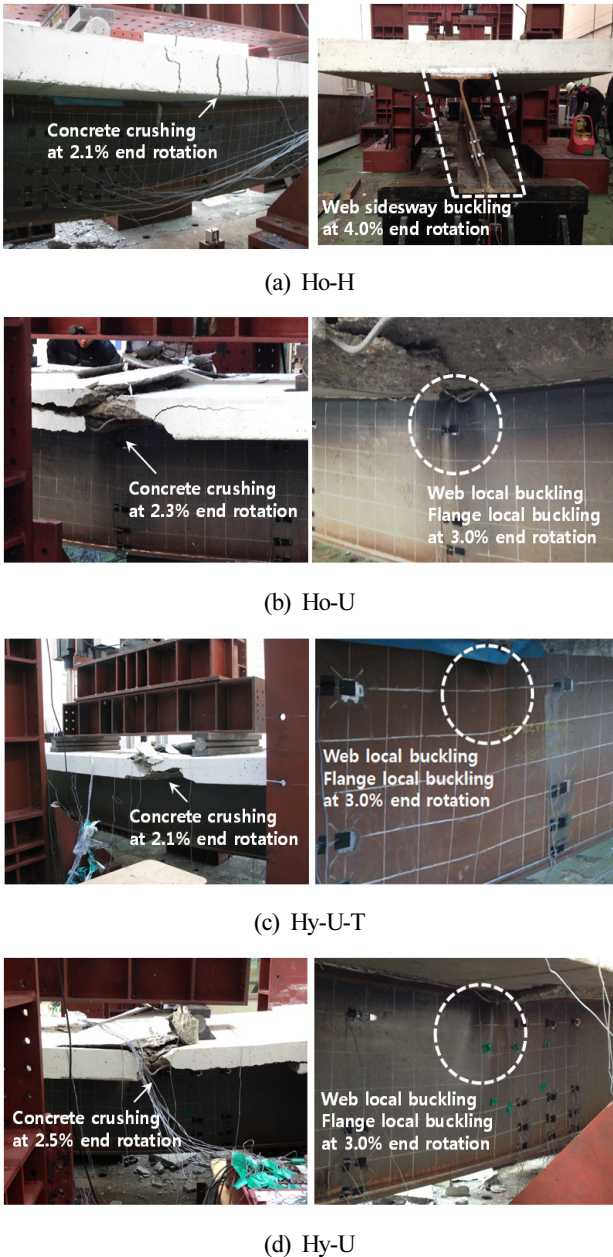 Concrete crushing
at 2.1% end rotation
Web sidesway buckling
at 4.0% end rotation
(a) Ho-H
Concrete crushing
at 2.3% end rotation
Web local buckling
Flange local buckling
at 3.0% end rotation
(b) Ho-U
Concrete crushing
at 2.1% end rotation
Web local buckling
Flange local buckling
at 3.0% end rotation
(c) Hy-U-T
Concrete crushing
at 2.5% end rotation
Web local buckling
Flange local buckling
at 3.0% end rotation
(d) Hy-U